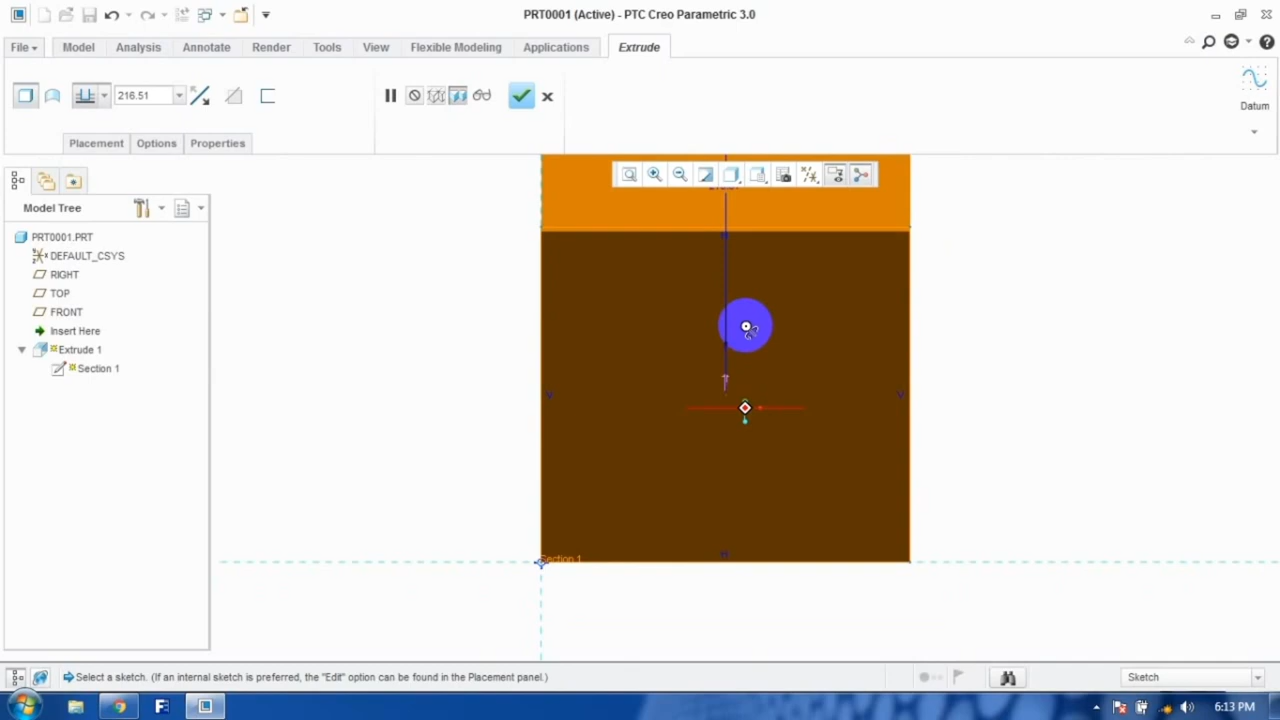 PRT0001 (Active) - PTC Creo Parametric 3.0
File Model Analysis Annotate Render Tools View Flexible Modeling Applications Extrude
216.51
Datum
Placement Options Properties
Model Tree
PRT0001.PRT
DEFAULT_CSYS
RIGHT
TOP
FRONT
Insert Here
Extrude 1
Section 1
H
V V
H
Section 1
Select a sketch. (If an internal sketch is preferred, the "Edit" option can be found in the Placement panel.)
Sketch
6:13 PM